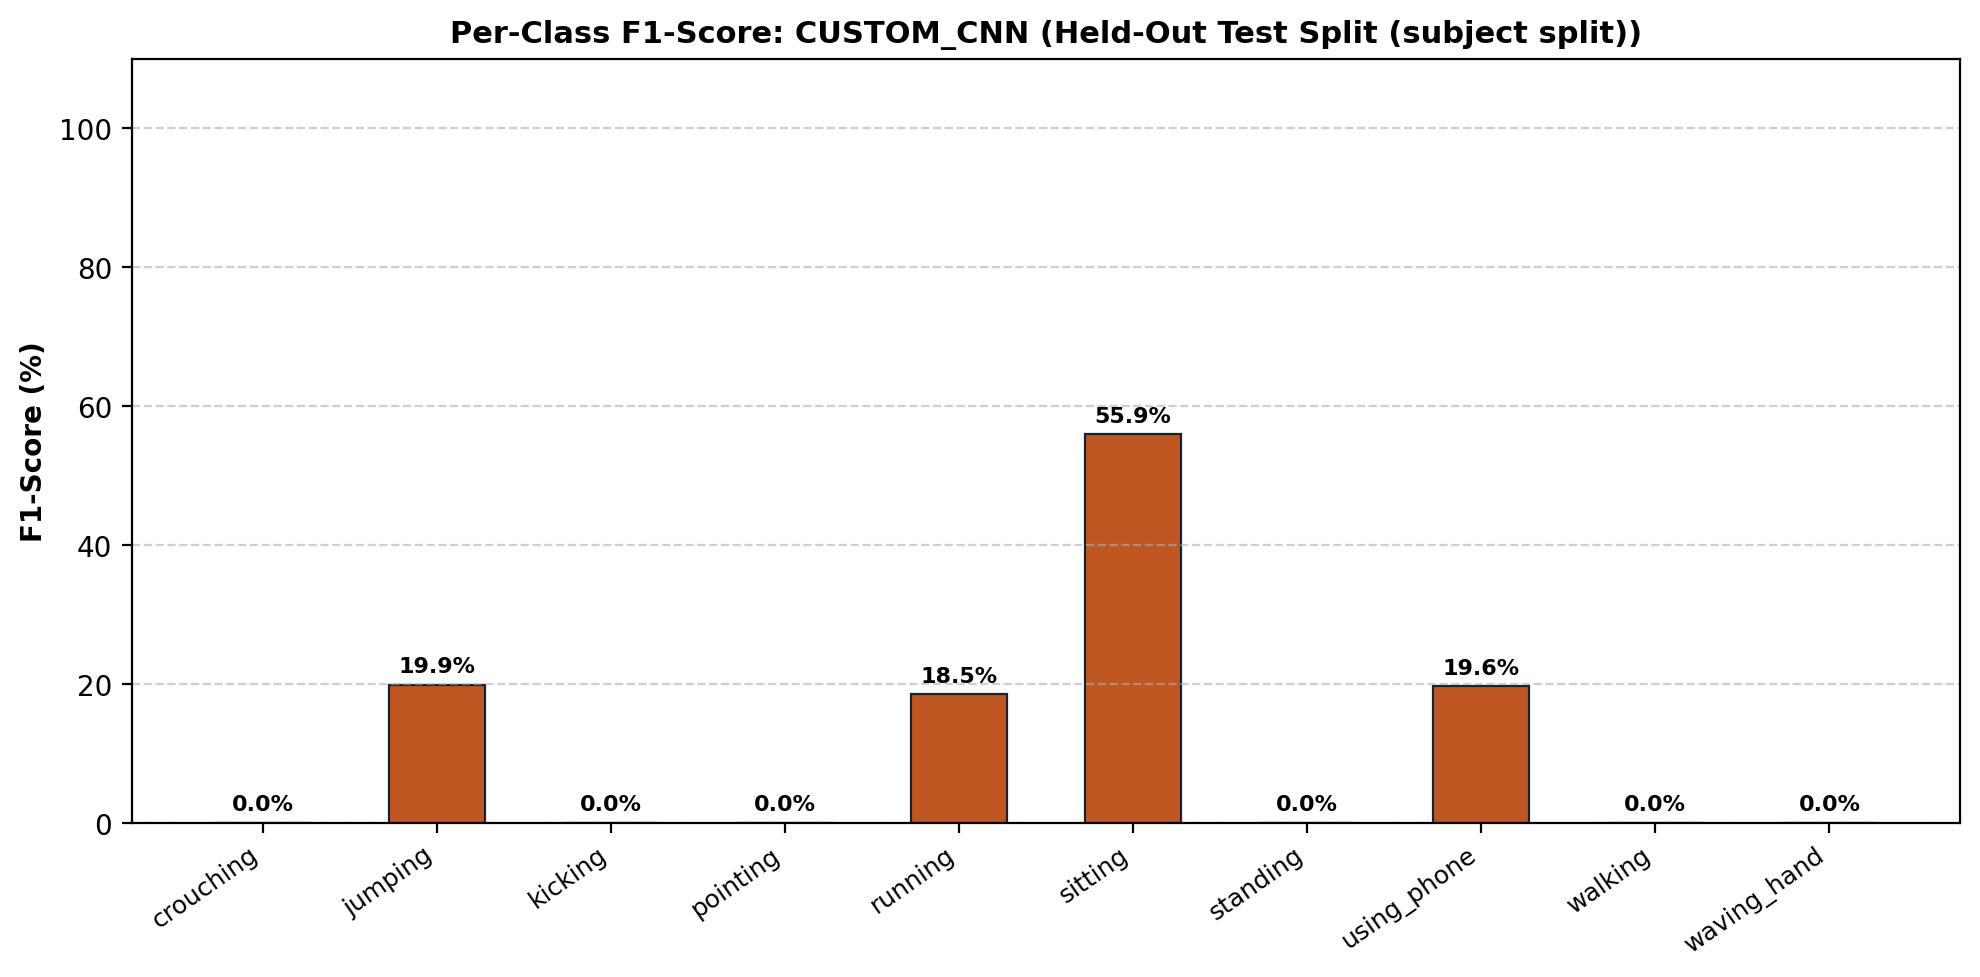 Per-Class F1-Score: CUSTOM_CNN (Held-Out Test Split (subject split))
F1-Score (%)
100
80
60
40
20
0
0.0%
19.9%
0.0%
0.0%
18.5%
55.9%
0.0%
19.6%
0.0%
0.0%
crouching
jumping
kicking
pointing
running
sitting
standing
using_phone
walking
waving_hand